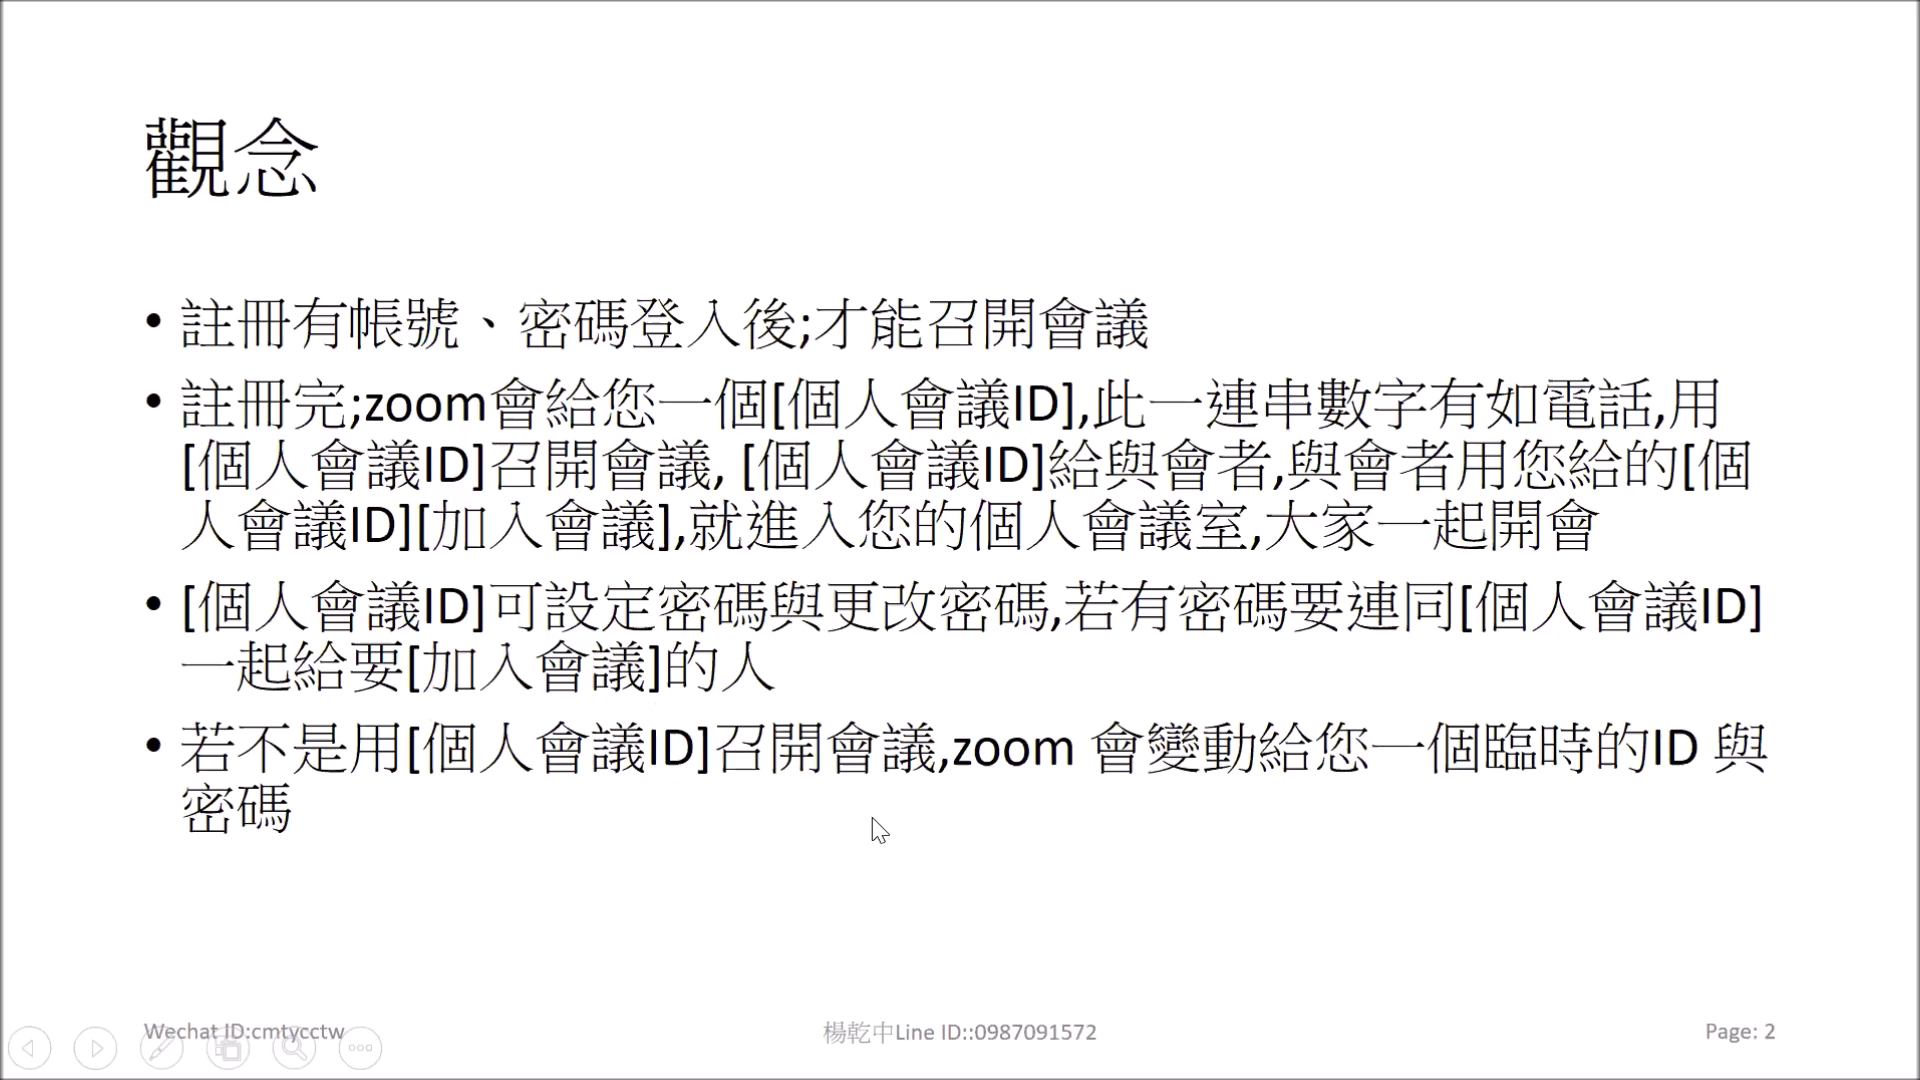 觀念
• 註冊有帳號、密碼登入後;才能召開會議
• 註冊完;zoom會給您一個[個人會議ID],此一連串數字有如電話,用
[個人會議ID]召開會議, [個人會議ID]給與會者,與會者用您給的[個
人會議ID][加入會議],就進入您的個人會議室,大家一起開會
• [個人會議ID]可設定密碼與更改密碼,若有密碼要連同[個人會議ID]
一起給要[加入會議]的人
• 若不是用[個人會議ID]召開會議,zoom 會變動給您一個臨時的ID 與
密碼
Wechat ID:cmtycctw
楊乾中Line ID::0987091572
Page: 2